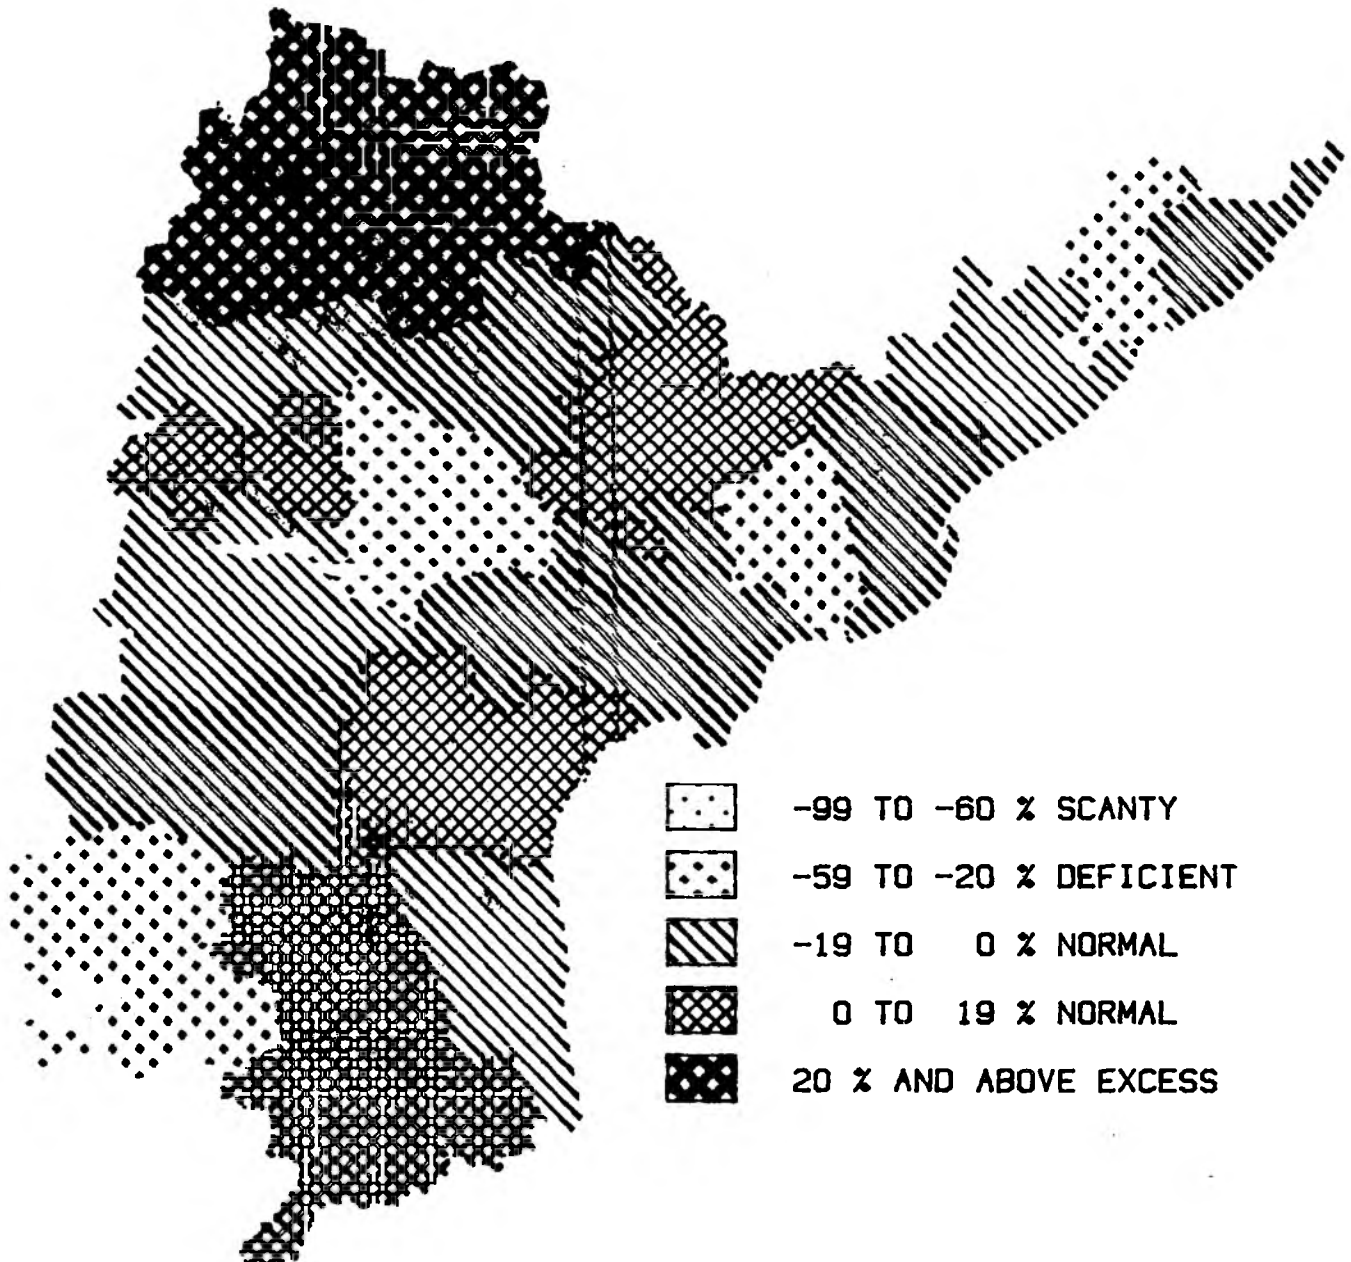 -99 TO -60 % SCANTY
-59 TO -20 % DEFICIENT
-19 TO 0 % NORMAL
0 TO 19 % NORMAL
20 % AND ABOVE EXCESS